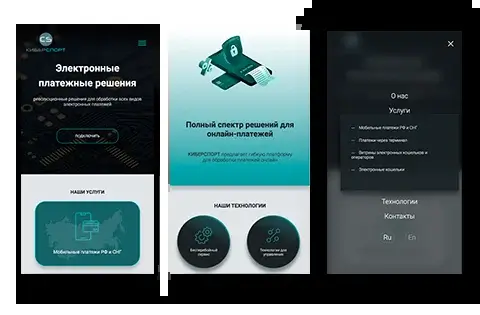 CS
КИБЕРСПОРТ
Электронные
платежные решения
революционные решения для обработки всех видов
электронных платежей
ПОДКЛЮЧИТЬ
НАШИ УСЛУГИ
Мобильные платежи РФ и СНГ
Полный спектр решений для
онлайн-платежей
КИБЕРСПОРТ предлагает гибкую платформу
для обработки платежей онлайн
НАШИ ТЕХНОЛОГИИ
Бесперебойный
сервис
Технологии для
управления
О нас
Услуги
— Мобильные платежи РФ и СНГ
— Платежи через терминал
— Витрины электронных кошельков и
операторов
— Электронные кошельки
Технологии
Контакты
Ru En